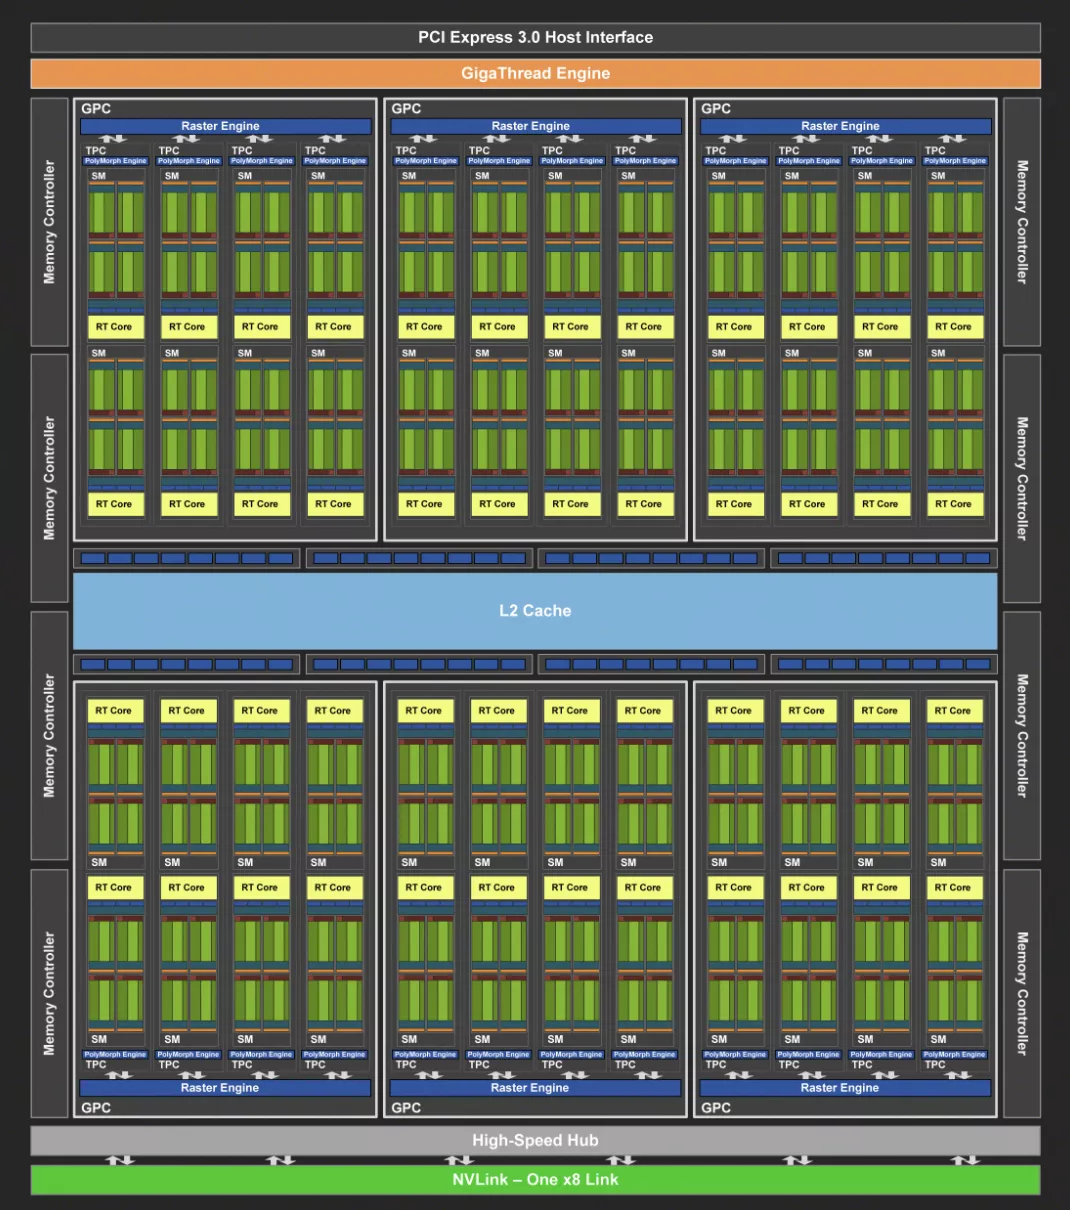 PCI Express 3.0 Host Interface
GigaThread Engine
GPC GPC GPC
Raster Engine Raster Engine Raster Engine
TPC TPC TPC TPC TPC TPC TPC TPC TPC TPC TPC TPC
PolyMorph Engine PolyMorph Engine PolyMorph Engine PolyMorph Engine PolyMorph Engine PolyMorph Engine PolyMorph Engine PolyMorph Engine PolyMorph Engine PolyMorph Engine PolyMorph Engine PolyMorph Engine
SM SM SM SM SM SM SM SM SM SM SM SM
Memory Controller Memory Controller
RT Core RT Core RT Core RT Core RT Core RT Core RT Core RT Core RT Core RT Core RT Core RT Core
SM SM SM SM SM SM SM SM SM SM SM SM
Memory Controller Memory Controller
RT Core RT Core RT Core RT Core RT Core RT Core RT Core RT Core RT Core RT Core RT Core RT Core
L2 Cache
RT Core RT Core RT Core RT Core RT Core RT Core RT Core RT Core RT Core RT Core RT Core RT Core
Memory Controller Memory Controller
SM SM SM SM SM SM SM SM SM SM SM SM
RT Core RT Core RT Core RT Core RT Core RT Core RT Core RT Core RT Core RT Core RT Core RT Core
Memory Controller Memory Controller
SM SM SM SM SM SM SM SM SM SM SM SM
PolyMorph Engine PolyMorph Engine PolyMorph Engine PolyMorph Engine PolyMorph Engine PolyMorph Engine PolyMorph Engine PolyMorph Engine PolyMorph Engine PolyMorph Engine PolyMorph Engine PolyMorph Engine
TPC TPC TPC TPC TPC TPC TPC TPC TPC TPC TPC TPC
Raster Engine Raster Engine Raster Engine
GPC GPC GPC
High-Speed Hub
NVLink – One x8 Link